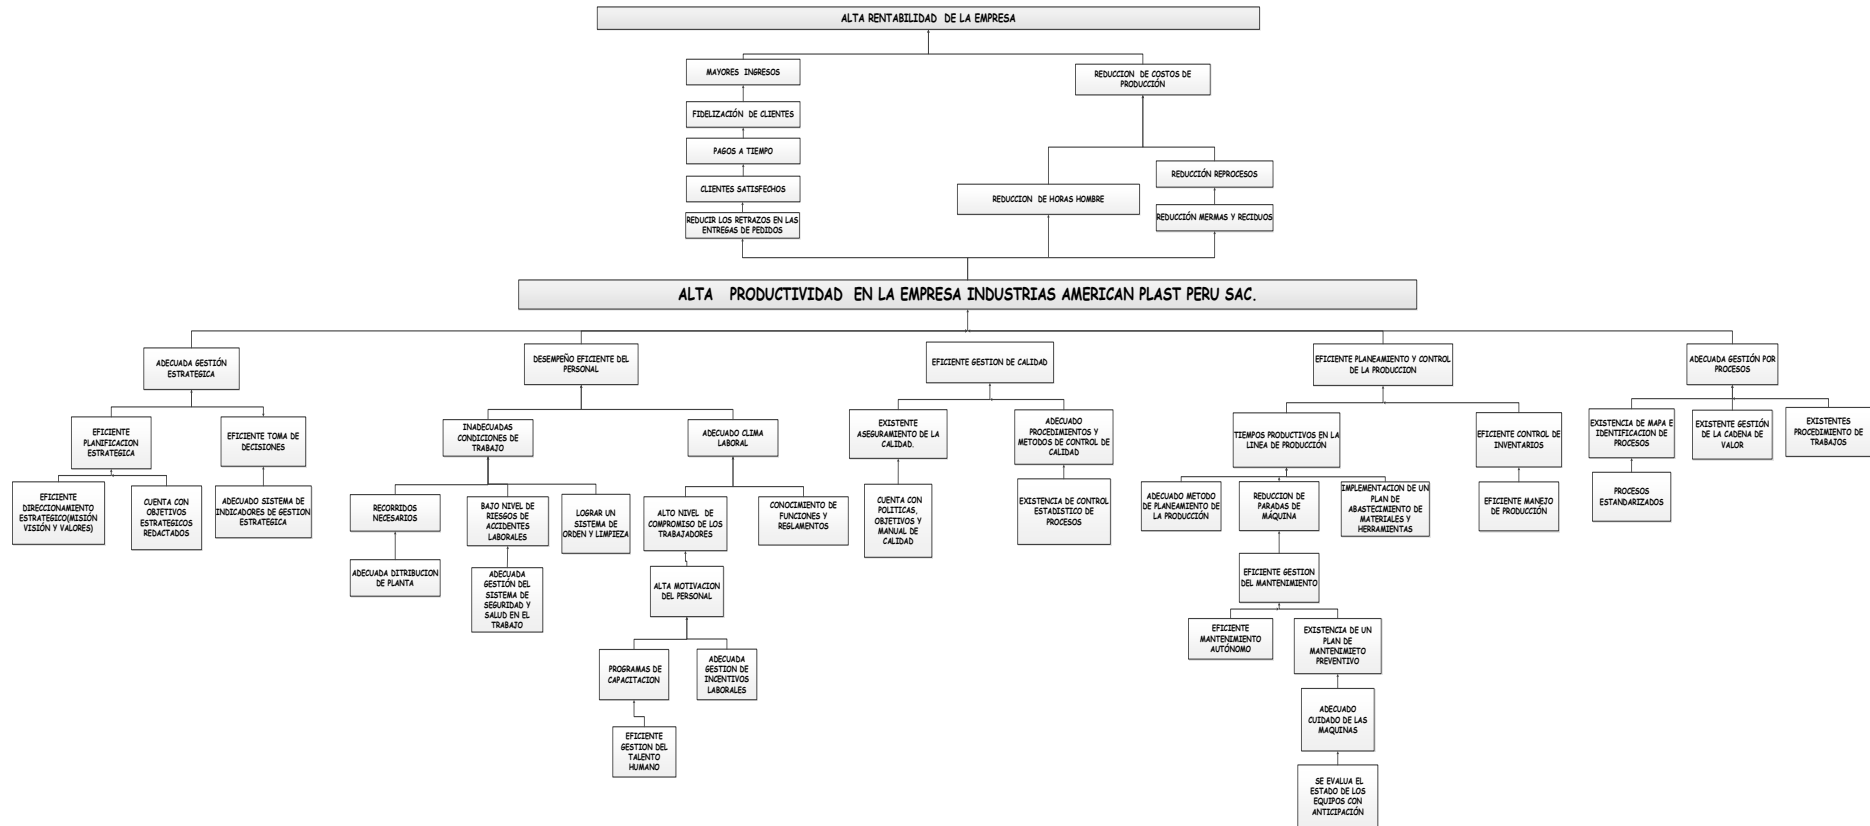 ALTA RENTABILIDAD DE LA EMPRESA
MAYORES INGRESOS
REDUCCION DE COSTOS DE
PRODUCCIÓN
FIDELIZACIÓN DE CLIENTES
PAGOS A TIEMPO
CLIENTES SATISFECHOS
REDUCIR LOS RETRAZOS EN LAS
ENTREGAS DE PEDIDOS
REDUCCION DE HORAS HOMBRE
REDUCCIÓN REPROCESOS
REDUCCIÓN MERMAS Y RECIDUOS
ALTA PRODUCTIVIDAD EN LA EMPRESA INDUSTRIAS AMERICAN PLAST PERU SAC.
ADECUADA GESTIÓN
ESTRATEGICA
DESEMPEÑO EFICIENTE DEL
PERSONAL
EFICIENTE GESTION DE CALIDAD
EFICIENTE PLANEAMIENTO Y CONTROL
DE LA PRODUCCION
ADECUADA GESTIÓN POR
PROCESOS
EFICIENTE
PLANIFICACION
ESTRATEGICA
EFICIENTE TOMA DE
DECISIONES
INADECUADAS
CONDICIONES DE
TRABAJO
ADECUADO CLIMA
LABORAL
EXISTENTE
ASEGURAMIENTO DE LA
CALIDAD.
ADECUADO
PROCEDIMIENTOS Y
METODOS DE CONTROL DE
CALIDAD
TIEMPOS PRODUCTIVOS EN LA
LINEA DE PRODUCCIÓN
EFICIENTE CONTROL DE
INVENTARIOS
EXISTENCIA DE MAPA E
IDENTIFICACION DE
PROCESOS
EXISTENTE GESTIÓN
DE LA CADENA DE
VALOR
EXISTENTES
PROCEDIMIENTO DE
TRABAJOS
EFICIENTE
DIRECCIONAMIENTO
ESTRATEGICO(MISIÓN
VISIÓN Y VALORES)
CUENTA CON
OBJETIVOS
ESTRATEGICOS
REDACTADOS
ADECUADO SISTEMA DE
INDICADORES DE GESTION
ESTRATEGICA
RECORRIDOS
NECESARIOS
BAJO NIVEL DE
RIESGOS DE
ACCIDENTES
LABORALES
LOGRAR UN
SISTEMA DE
ORDEN Y LIMPIEZA
ALTO NIVEL DE
COMPROMISO DE LOS
TRABAJADORES
CONOCIMIENTO DE
FUNCIONES Y
REGLAMENTOS
CUENTA CON
POLITICAS,
OBJETIVOS Y
MANUAL DE
CALIDAD
EXISTENCIA DE CONTROL
ESTADISTICO DE
PROCESOS
ADECUADO METODO
DE PLANEAMIENTO DE
LA PRODUCCIÓN
REDUCCION DE
PARADAS DE
MÁQUINA
IMPLEMENTACION DE UN
PLAN DE
ABASTECIMIENTO DE
MATERIALES Y
HERRAMIENTAS
EFICIENTE MANEJO
DE PRODUCCIÓN
PROCESOS
ESTANDARIZADOS
ADECUADA DITRIBUCION
DE PLANTA
ADECUADA
GESTIÓN DEL
SISTEMA DE
SEGURIDAD Y
SALUD EN EL
TRABAJO
ALTA MOTIVACION
DEL PERSONAL
EFICIENTE GESTION
DEL MANTENIMIENTO
PROGRAMAS DE
CAPACITACION
ADECUADA
GESTION DE
INCENTIVOS
LABORALES
EFICIENTE
MANTENIMIENTO
AUTÓNOMO
EXISTENCIA DE UN
PLAN DE
MANTENIMIETO
PREVENTIVO
EFICIENTE
GESTION DEL
TALENTO
HUMANO
ADECUADO
CUIDADO DE LAS
MAQUINAS
SE EVALUA EL
ESTADO DE LOS
EQUIPOS CON
ANTICIPACIÓN